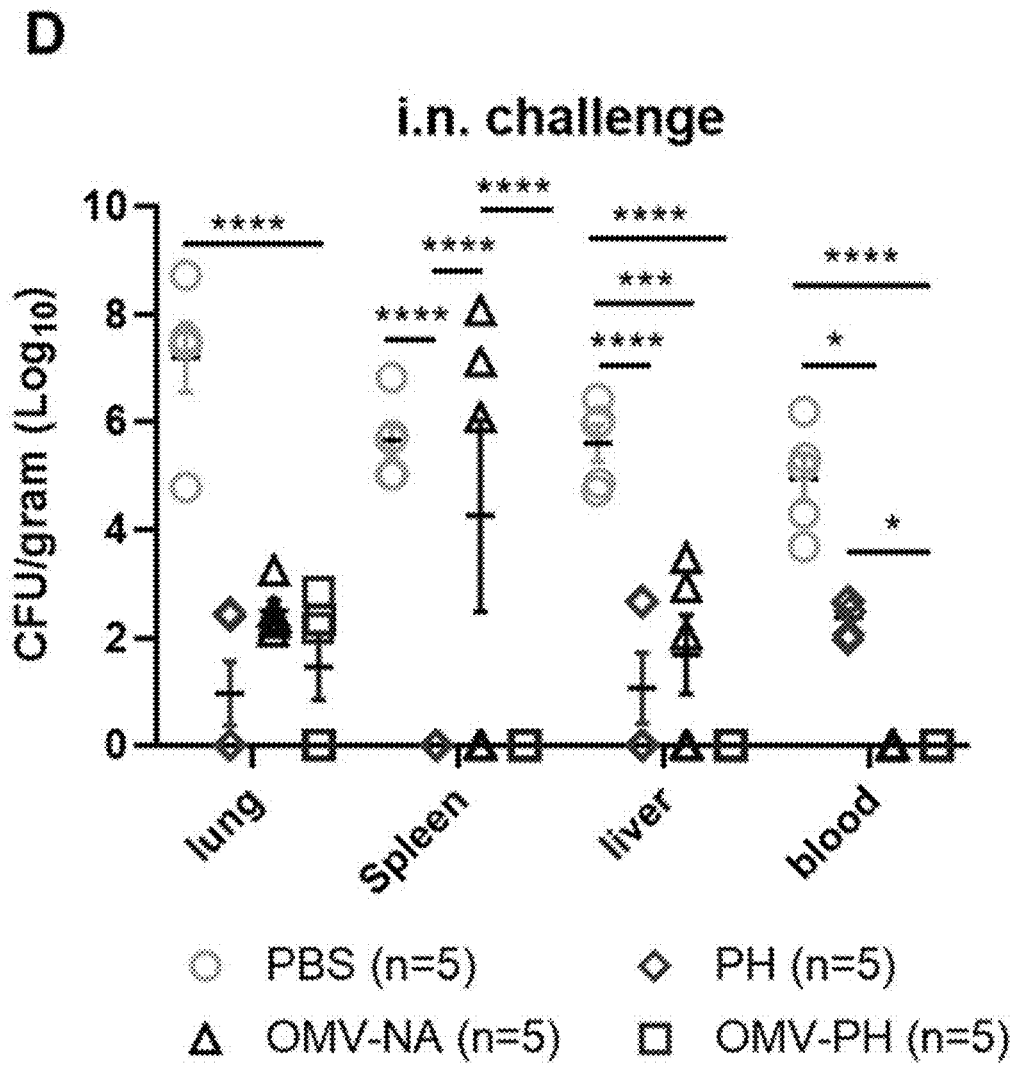 D
i.n. challenge
CFU/gram (Log10)
10
8
6
4
2
0
****
****
****
****
****
***
****
****
*
*
lung
Spleen
liver
blood
PBS (n=5)
PH (n=5)
OMV-NA (n=5)
OMV-PH (n=5)